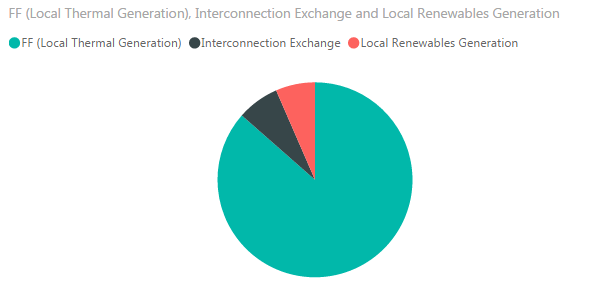 FF (Local Thermal Generation), Interconnection Exchange and Local Renewables Generation
FF (Local Thermal Generation) Interconnection Exchange Local Renewables Generation